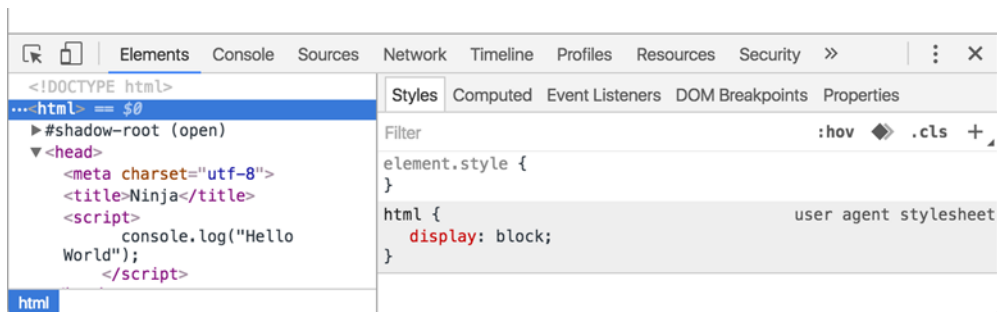 Elements Console Sources Network Timeline Profiles Resources Security »
<!DOCTYPE html>
…<html> == $0
▶#shadow-root (open)
▼<head>
<meta charset="utf-8">
<title>Ninja</title>
<script>
console.log("Hello
World");
</script>
html
Styles Computed Event Listeners DOM Breakpoints Properties
Filter :hov .cls +
element.style {
}
html { user agent stylesheet
display: block;
}